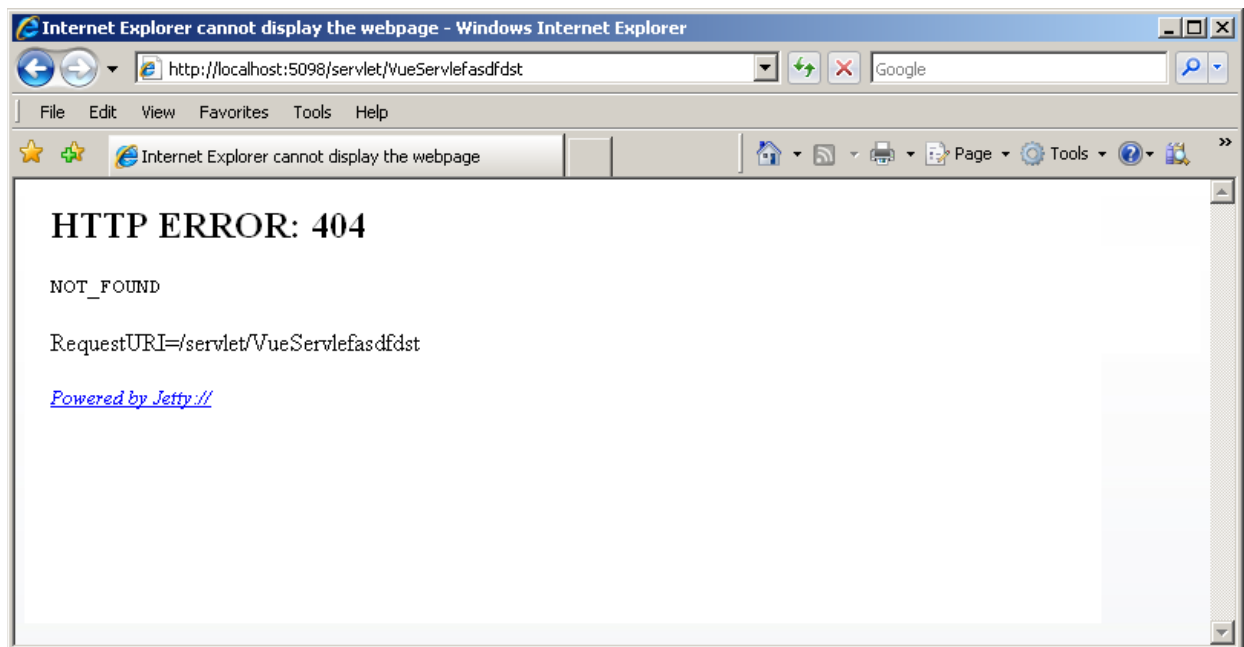 Internet Explorer cannot display the webpage - Windows Internet Explorer
http://localhost:5098/servlet/VueServlefasdfdst
Google
File Edit View Favorites Tools Help
Internet Explorer cannot display the webpage
Page Tools
HTTP ERROR: 404
NOT_FOUND
RequestURI=/servlet/VueServlefasdfdst
Powered by Jetty://